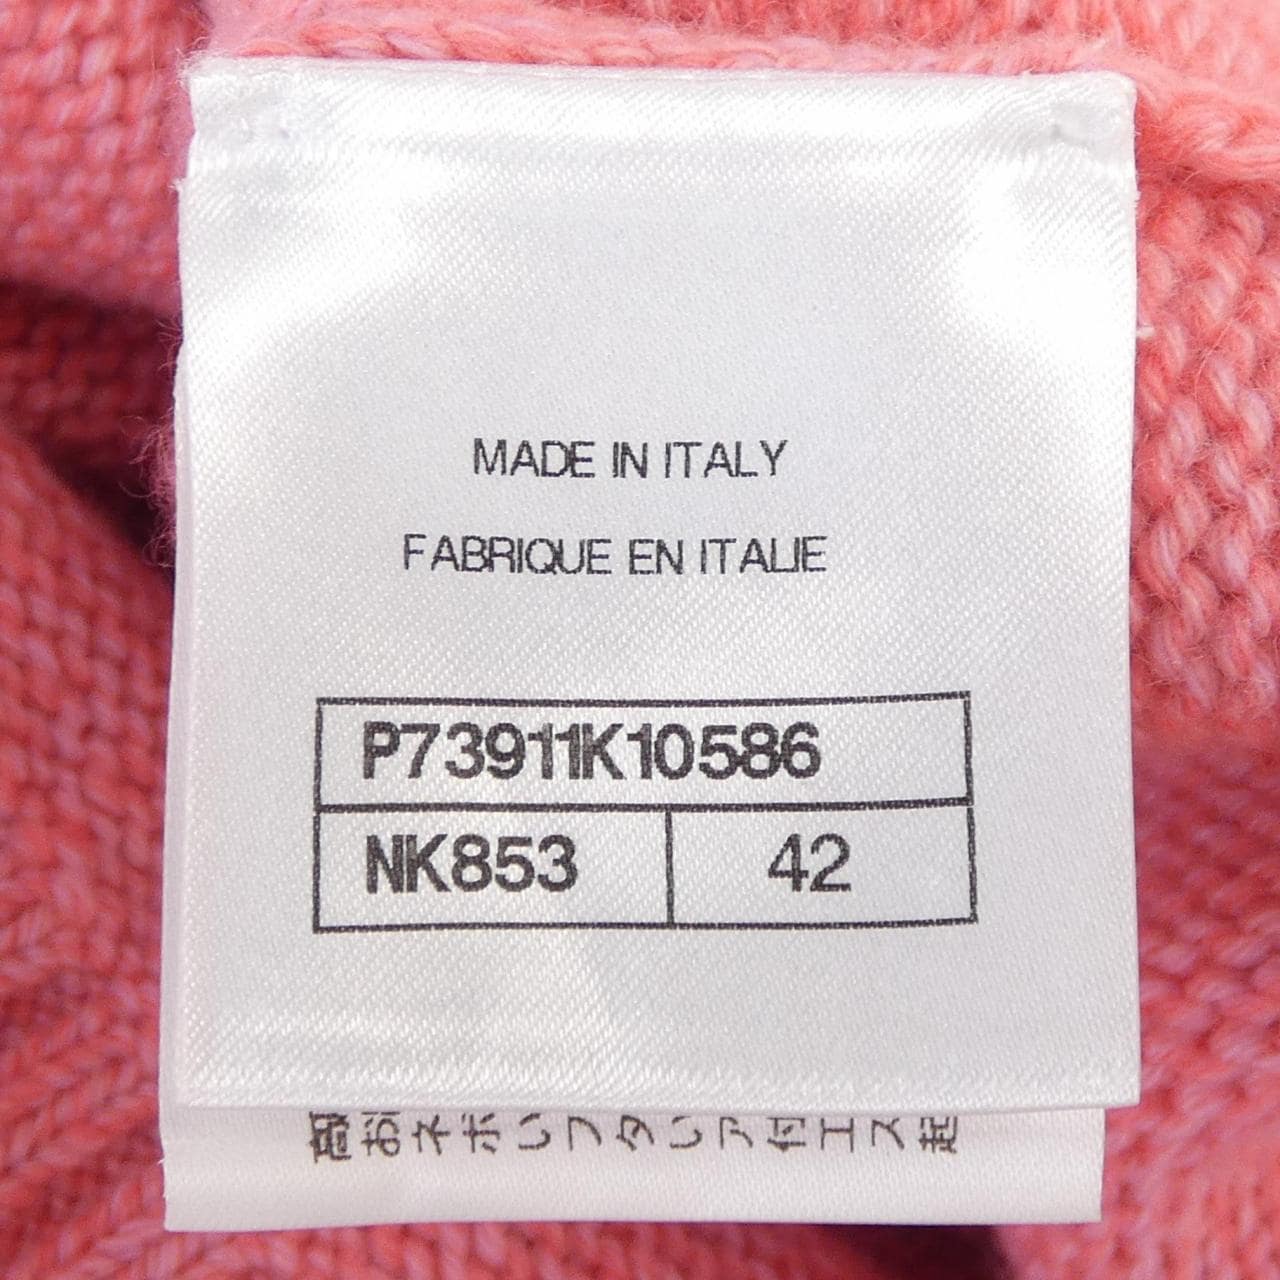 MADE IN ITALY
FABRIQUE EN ITALIE
P73911K10586
NK853 42